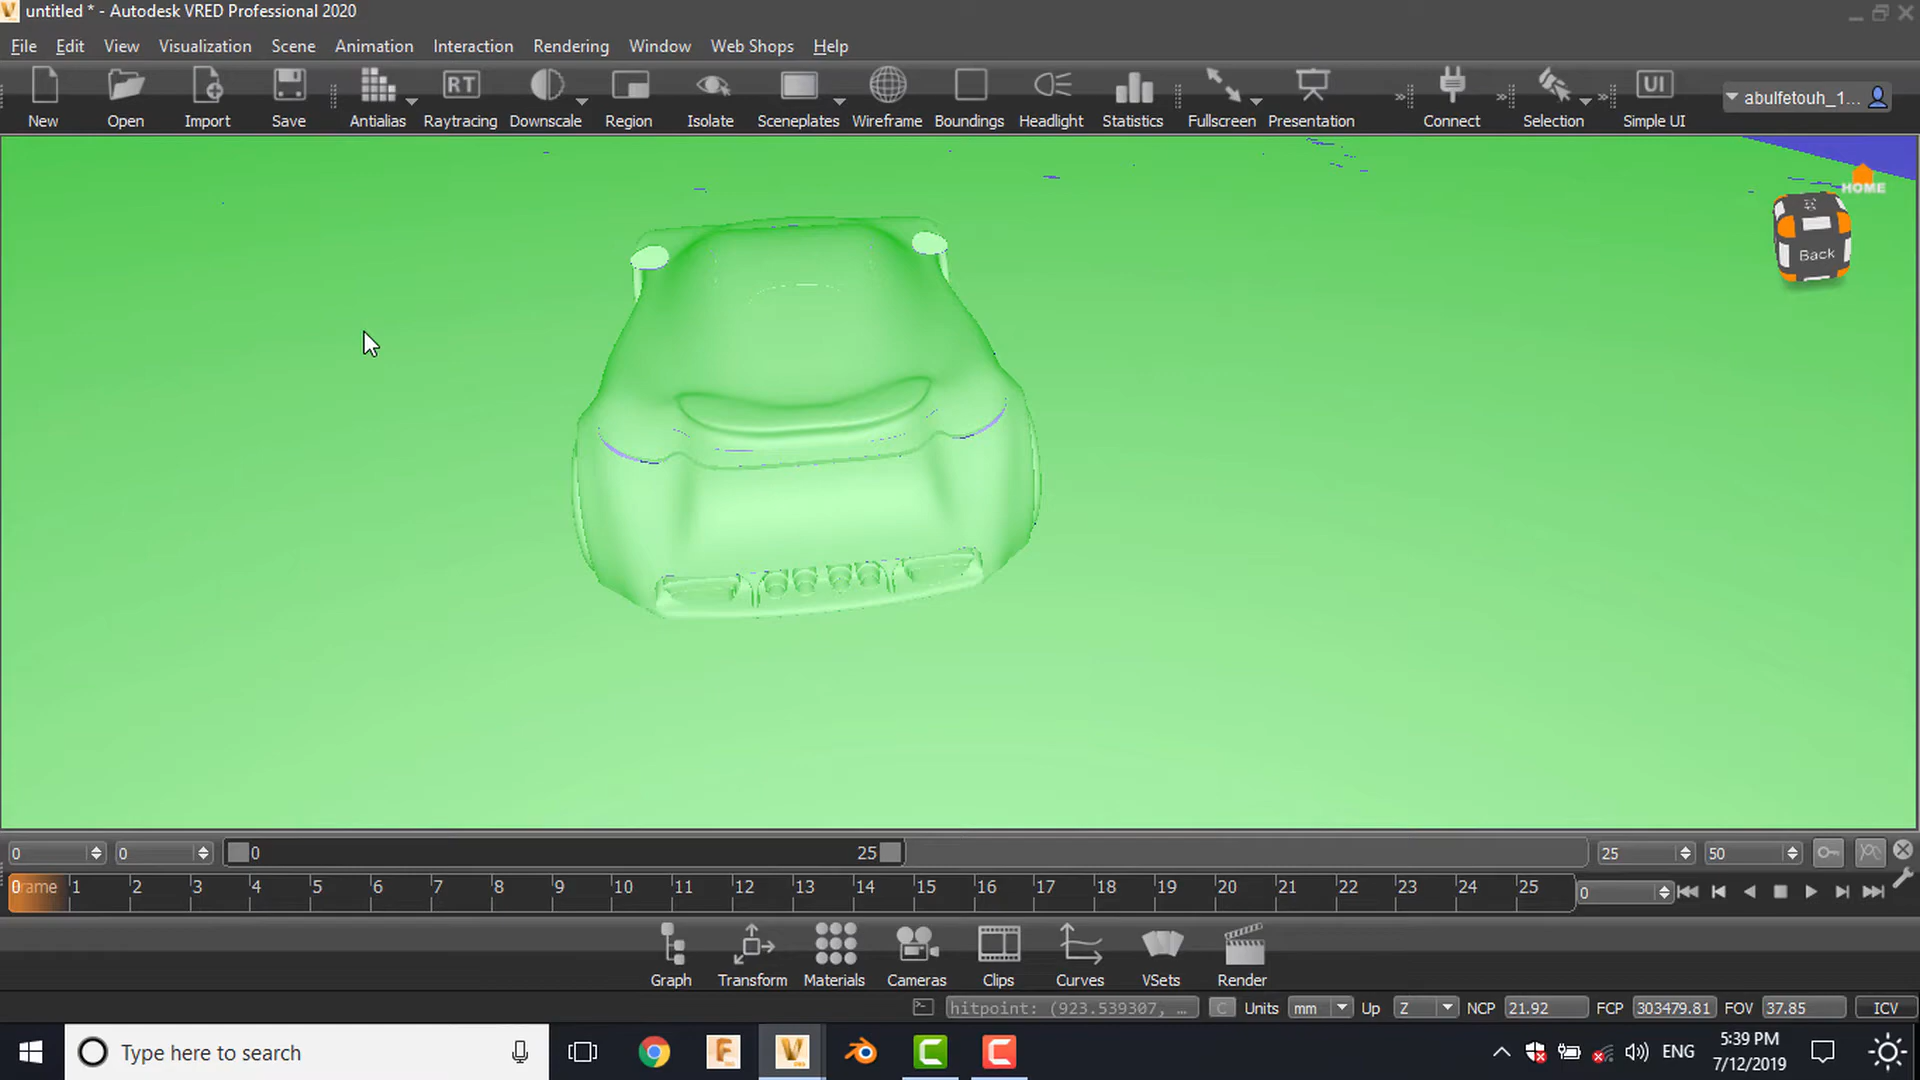 untitled * - Autodesk VRED Professional 2020
File Edit View Visualization Scene Animation Interaction Rendering Window Web Shops Help
RT UI
New Open Import Save Antialias Raytracing Downscale Region Isolate Sceneplates Wireframe Boundings Headlight Statistics Fullscreen Presentation Connect Selection Simple UI
abulfetouh_1...
HOME
Back
0 0 0 25 25 50
0 rame 1 2 3 4 5 6 7 8 9 10 11 12 13 14 15 16 17 18 19 20 21 22 23 24 25 0
Graph Transform Materials Cameras Clips Curves VSets Render
hitpoint: (923.539307, ... C Units mm Up Z NCP 21.92 FCP 303479.81 FOV 37.85 ICV
Type here to search
ENG
5:39 PM
7/12/2019